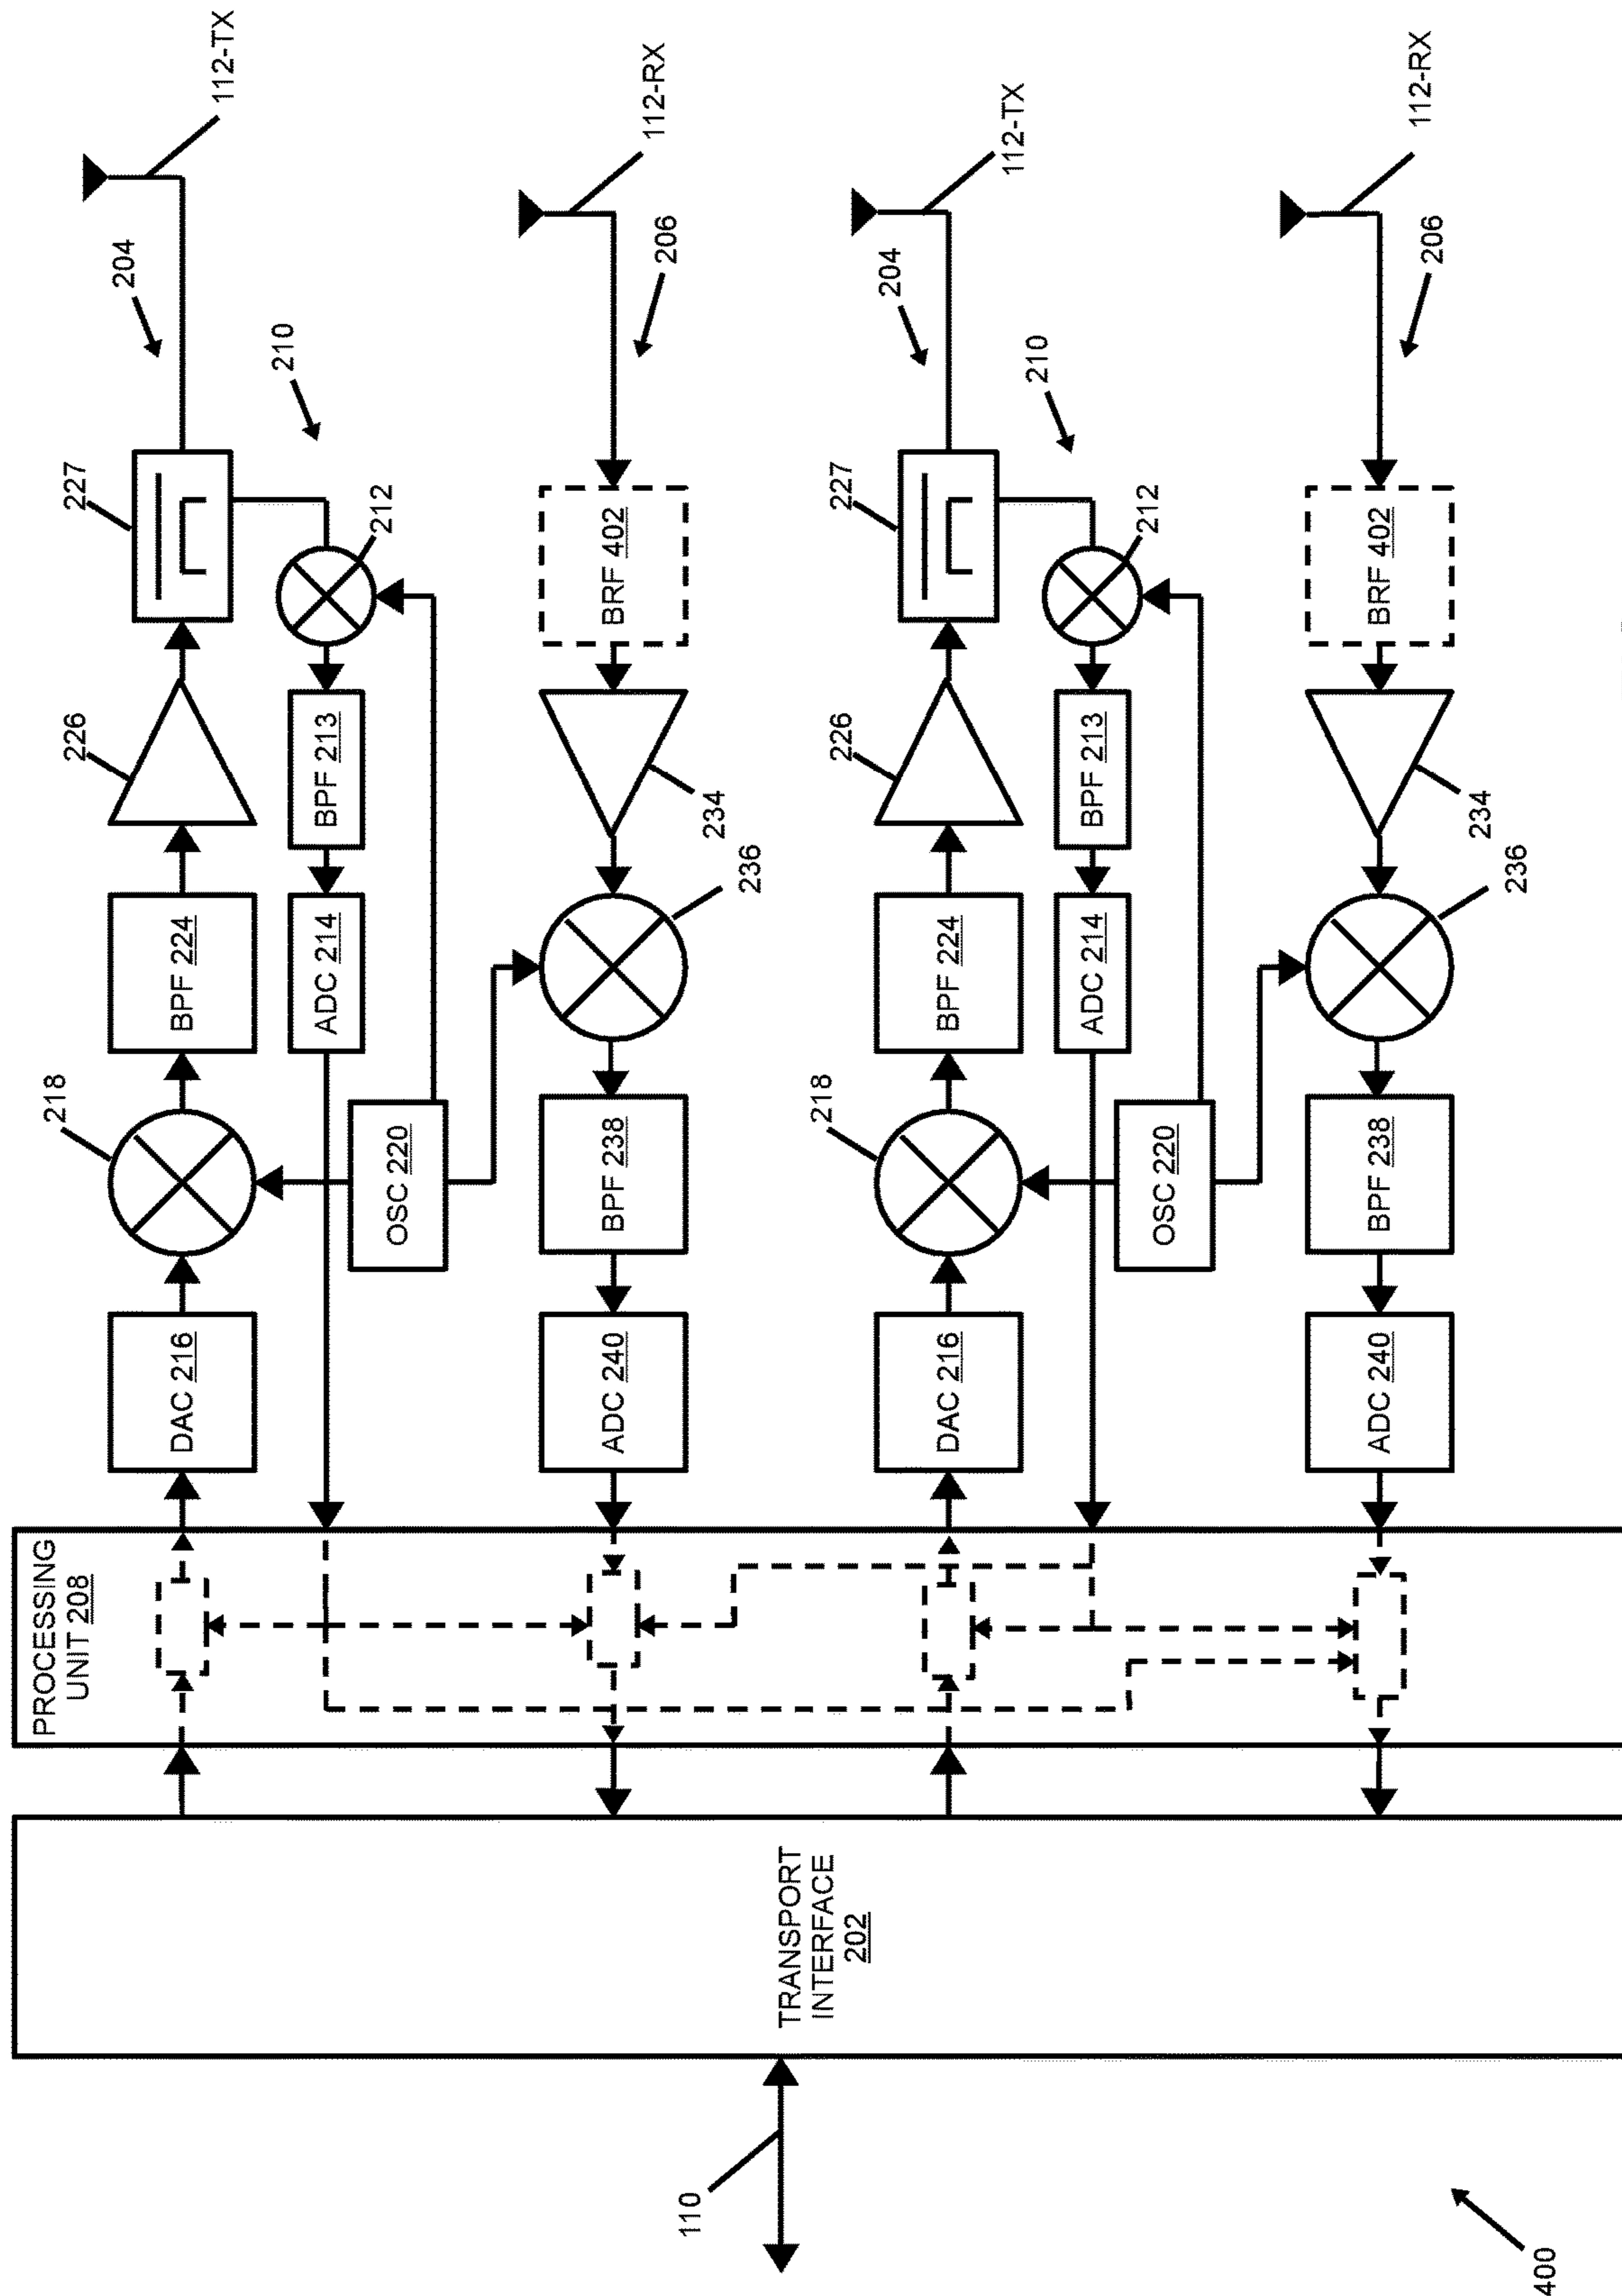 112-TX
204
227
226
BPF 224
218
DAC 216
PROCESSING
UNIT 208
210
212
BPF 213
ADC 214
OSC 220
112-RX
206
BRF 402
234
236
BPF 238
ADC 240
TRANSPORT
INTERFACE
202
110
112-TX
204
227
226
BPF 224
218
DAC 216
210
212
BPF 213
ADC 214
OSC 220
112-RX
206
BRF 402
234
236
BPF 238
ADC 240
400